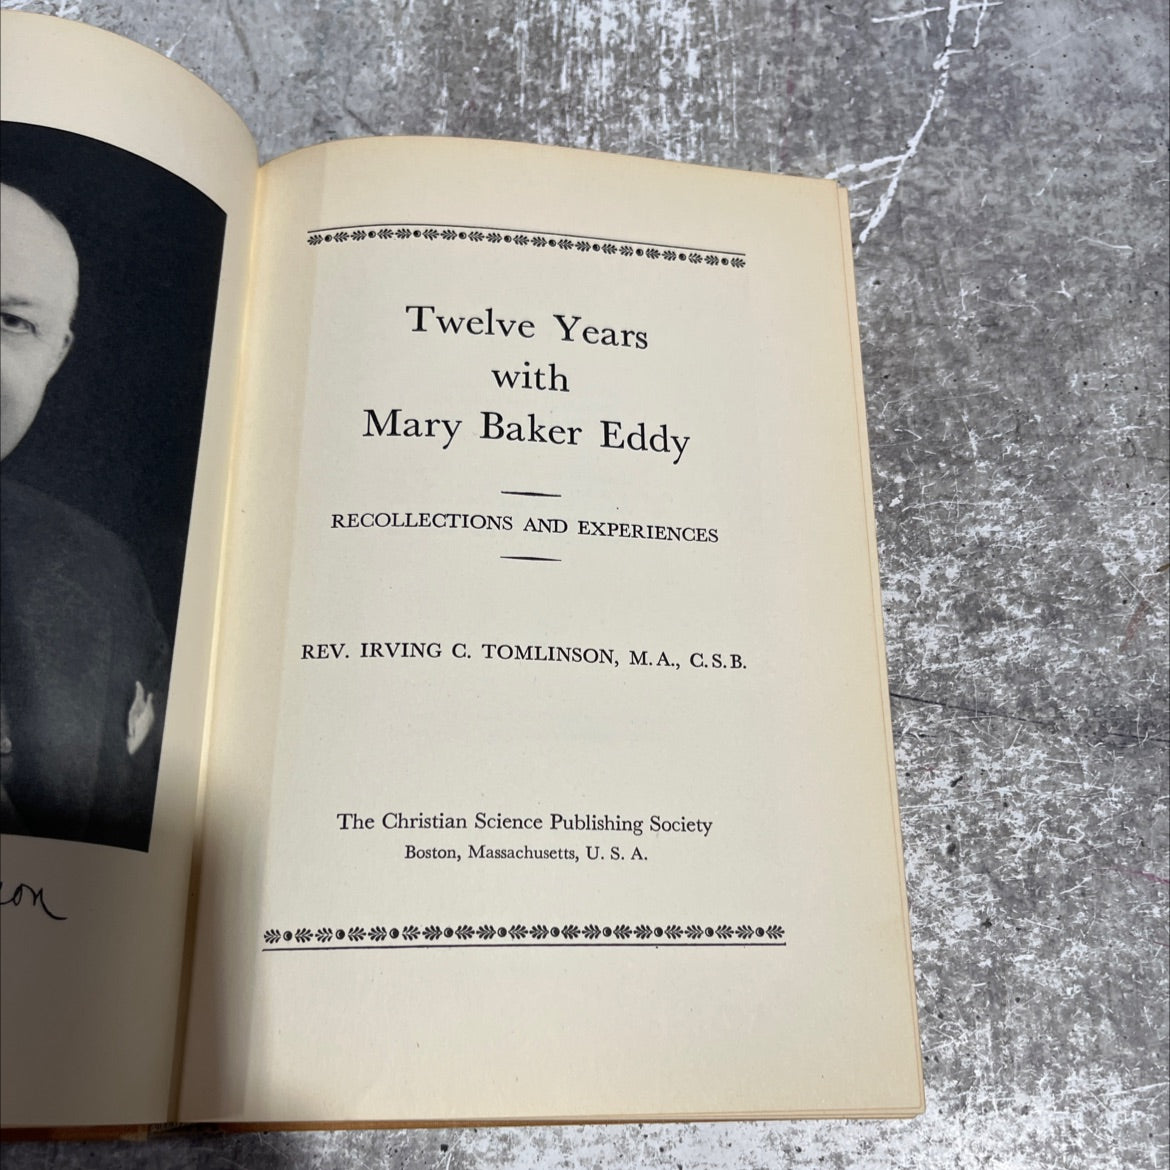 Twelve Years
with
Mary Baker Eddy
RECOLLECTIONS AND EXPERIENCES
REV. IRVING C. TOMLINSON, M.A., C.S.B.
The Christian Science Publishing Society
Boston, Massachusetts, U. S. A.